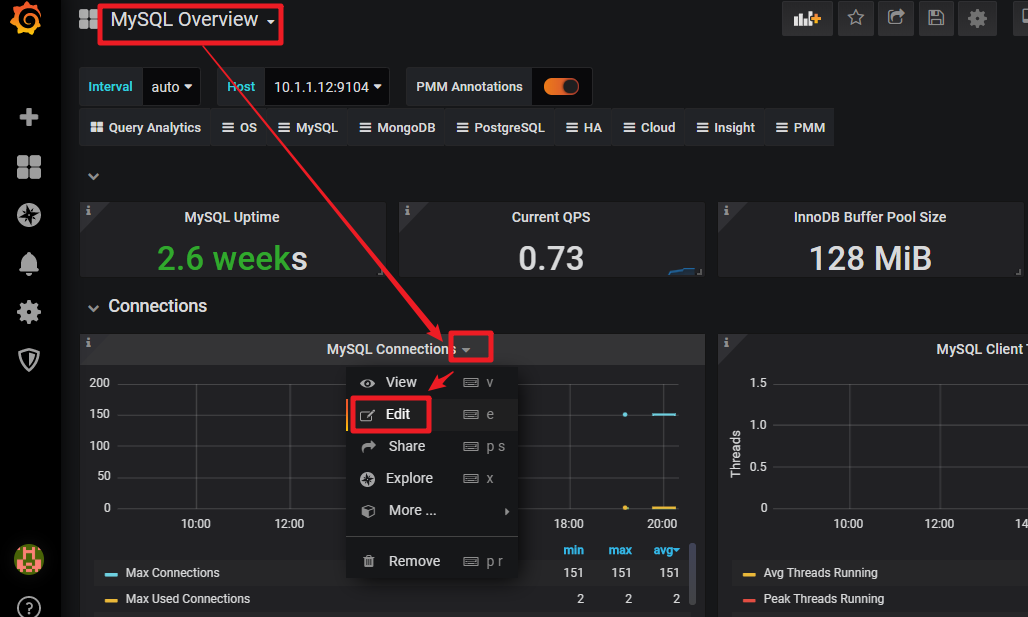 MySQL Overview
Interval auto Host 10.1.1.12:9104 PMM Annotations
Query Analytics OS MySQL MongoDB PostgreSQL HA Cloud Insight PMM
MySQL Uptime
2.6 weeks
Current QPS
0.73
InnoDB Buffer Pool Size
128 MiB
Connections
MySQL Connections
200
150
100
50
0
10:00 12:00 18:00 20:00
View v
Edit e
Share p s
Explore x
More ...
Remove p r
min max avg
Max Connections 151 151 151
Max Used Connections 2 2 2
MySQL Client
Threads
1.5
1.0
0.5
0
10:00 12:00 14
Avg Threads Running
Peak Threads Running